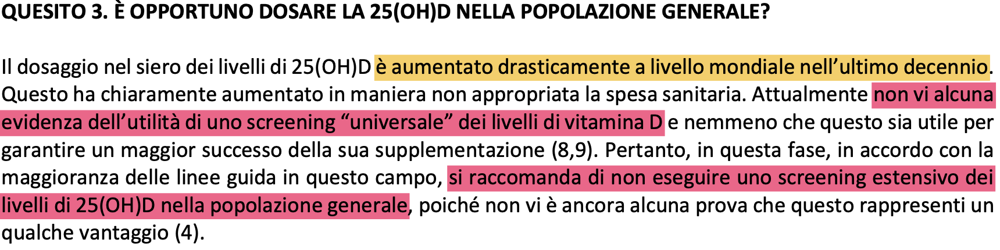 QUESITO 3. È OPPORTUNO DOSARE LA 25(OH)D NELLA POPOLAZIONE GENERALE?
Il dosaggio nel siero dei livelli di 25(OH)D è aumentato drasticamente a livello mondiale nell’ultimo decennio.
Questo ha chiaramente aumentato in maniera non appropriata la spesa sanitaria. Attualmente non vi alcuna
evidenza dell’utilità di uno screening “universale” dei livelli di vitamina D e nemmeno che questo sia utile per
garantire un maggior successo della sua supplementazione (8,9). Pertanto, in questa fase, in accordo con la
maggioranza delle linee guida in questo campo, si raccomanda di non eseguire uno screening estensivo dei
livelli di 25(OH)D nella popolazione generale, poiché non vi è ancora alcuna prova che questo rappresenti un
qualche vantaggio (4).